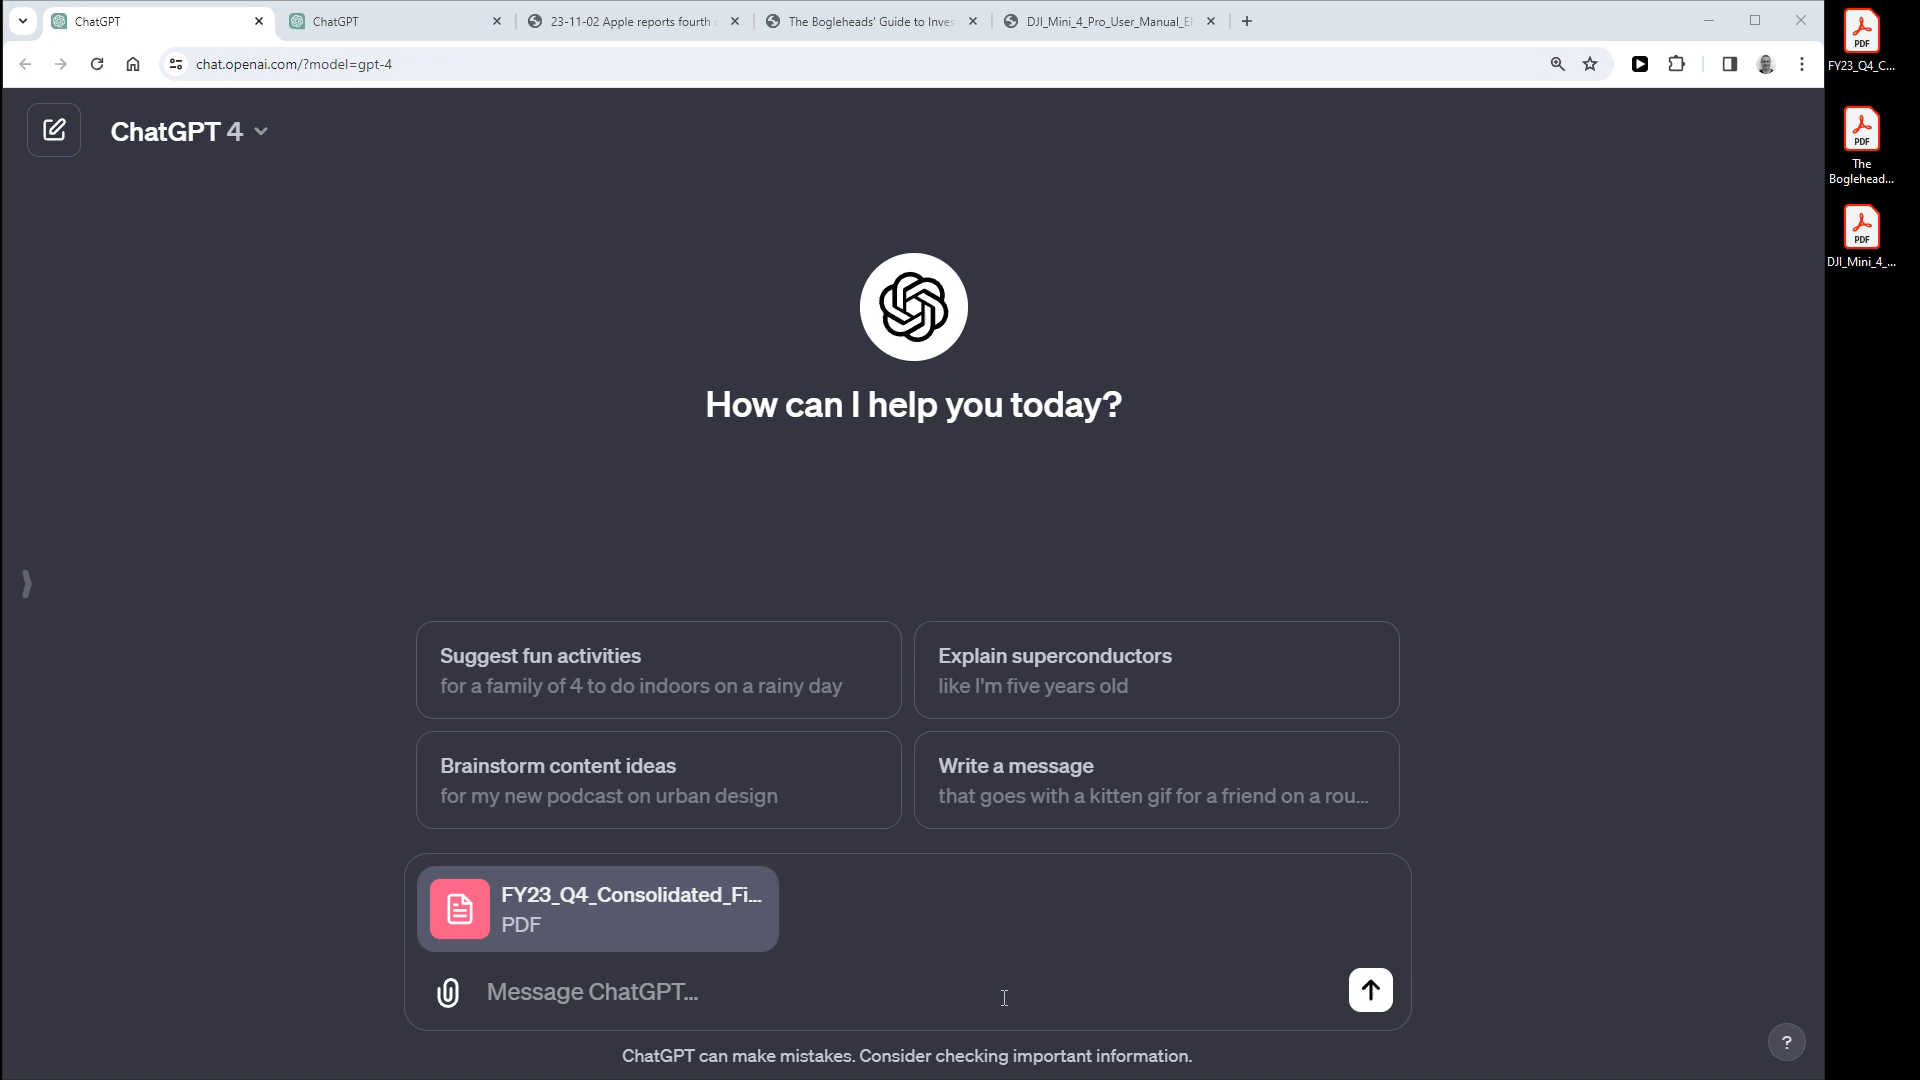 ChatGPT
ChatGPT
23-11-02 Apple reports fourth
The Bogleheads' Guide to Inves
DJI_Mini_4_Pro_User_Manual_E
chat.openai.com/?model=gpt-4
ChatGPT 4
How can I help you today?
Suggest fun activities
for a family of 4 to do indoors on a rainy day
Explain superconductors
like I'm five years old
Brainstorm content ideas
for my new podcast on urban design
Write a message
that goes with a kitten gif for a friend on a rou...
FY23_Q4_Consolidated_Fi...
PDF
Message ChatGPT...
ChatGPT can make mistakes. Consider checking important information.
?
PDF
FY23_Q4_C...
PDF
The
Boglehead...
PDF
DJI_Mini_4_...